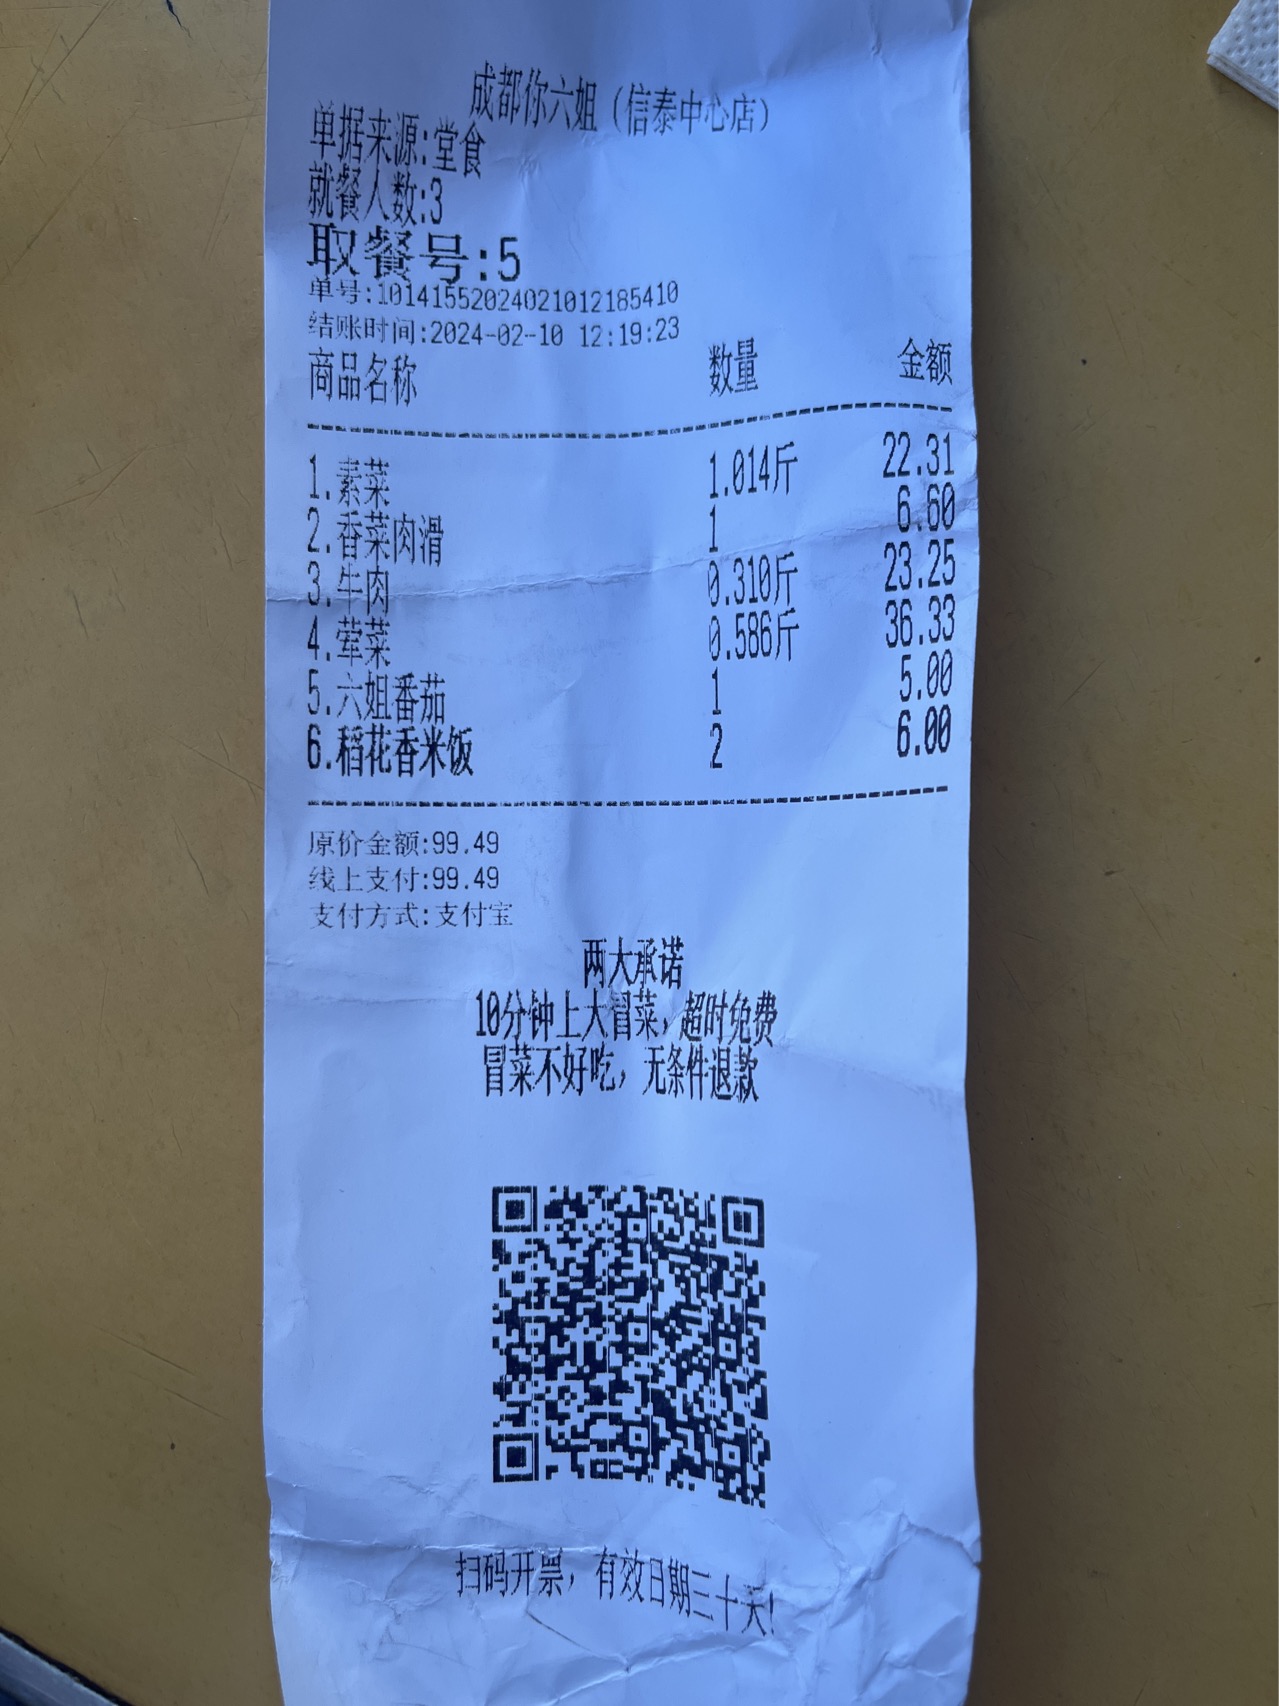 成都你六姐（信泰中心店）
单据来源:堂食
就餐人数:3
取餐号:5
单号:10141552024021012185410
结账时间:2024-02-10 12:19:23
商品名称 数量 金额
1.素菜 1.014斤 22.31
2.香菜肉滑 1 6.60
3.牛肉 0.310斤 23.25
4.荤菜 0.586斤 36.33
5.六姐番茄 1 5.00
6.稻花香米饭 2 6.00
原价金额:99.49
线上支付:99.49
支付方式:支付宝
两大承诺
10分钟上大冒菜，超时免费
冒菜不好吃，无条件退款
扫码开票，有效日期三十天!